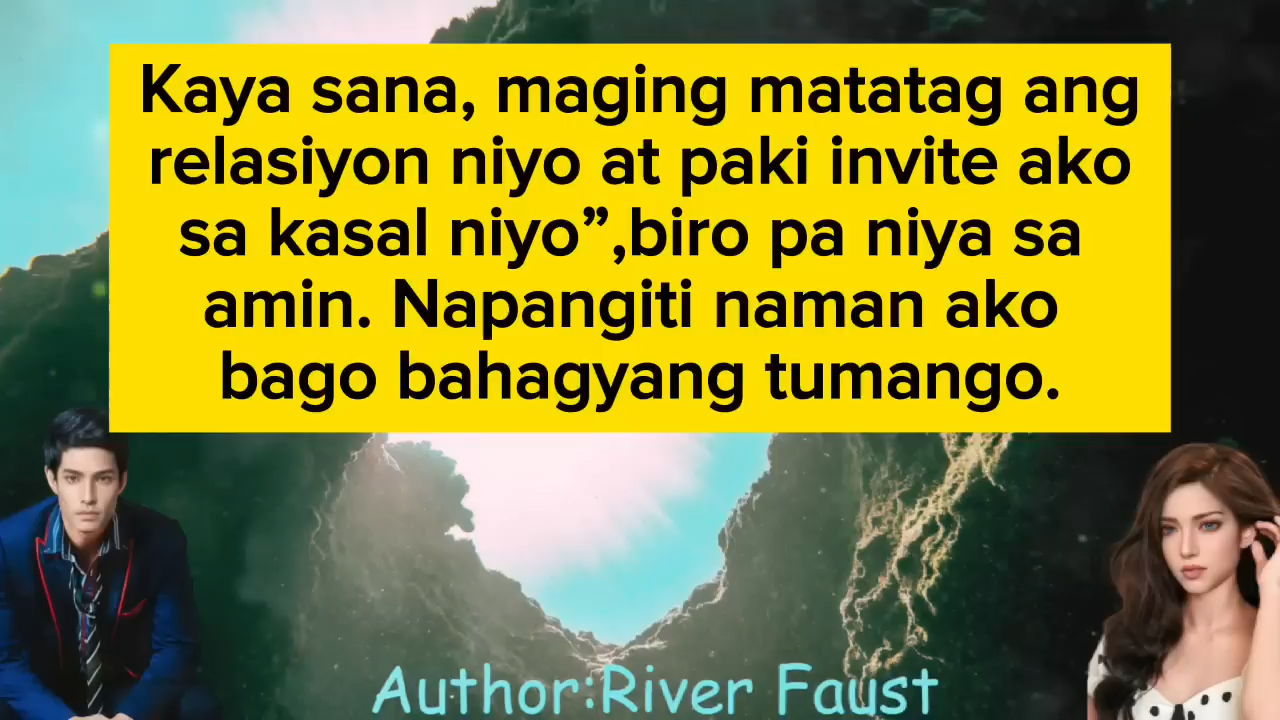 Kaya sana, maging matatag ang
relasiyon niyo at paki invite ako
sa kasal niyo”,biro pa niya sa
amin. Napangiti naman ako
bago bahagyang tumango.
Author:River Faust